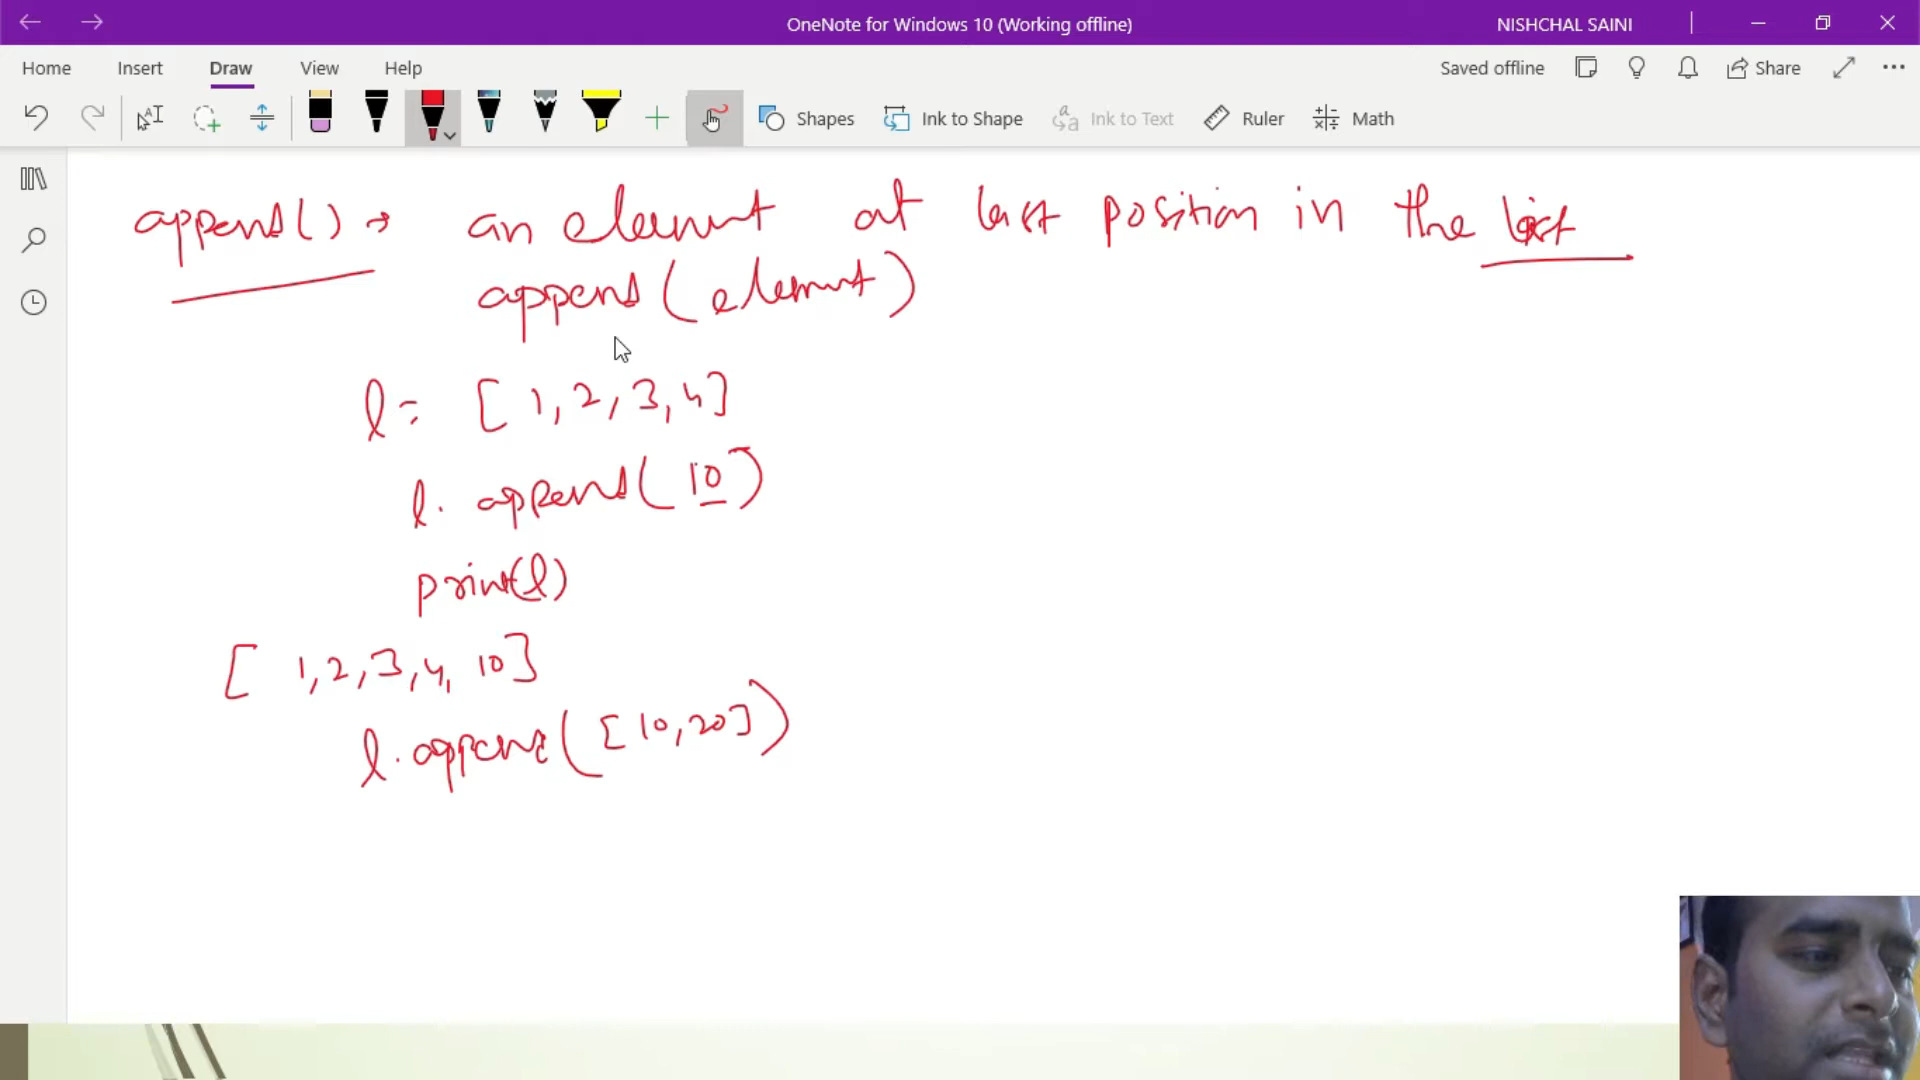 OneNote for Windows 10 (Working offline)
NISHCHAL SAINI
Home Insert Draw View Help
Saved offline Share
Shapes Ink to Shape Ink to Text Ruler Math
append() → an element at last position in the list
append(element)
l = [1,2,3,4]
l. append(10)
print(l)
[1,2,3,4, 10]
l.append([10,20])